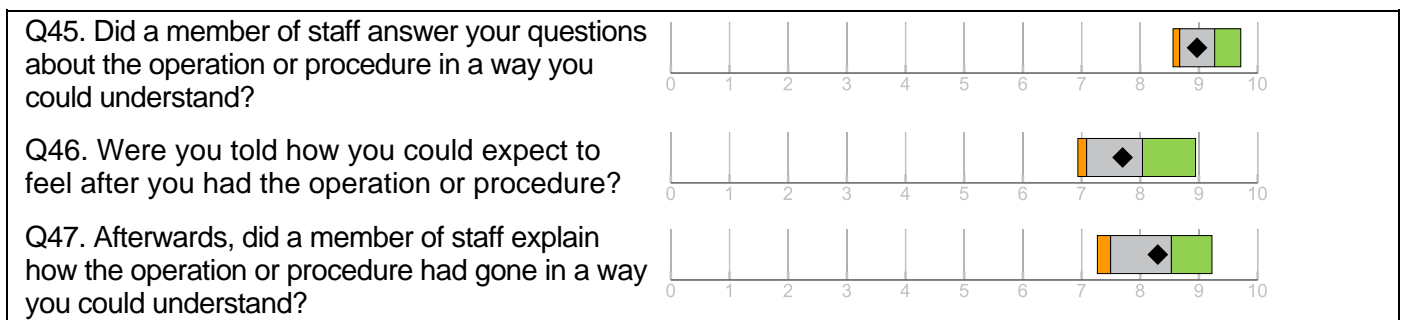 Q45. Did a member of staff answer your questions
about the operation or procedure in a way you
could understand?
0 1 2 3 4 5 6 7 8 9 10
Q46. Were you told how you could expect to
feel after you had the operation or procedure?
0 1 2 3 4 5 6 7 8 9 10
Q47. Afterwards, did a member of staff explain
how the operation or procedure had gone in a way
you could understand?
0 1 2 3 4 5 6 7 8 9 10